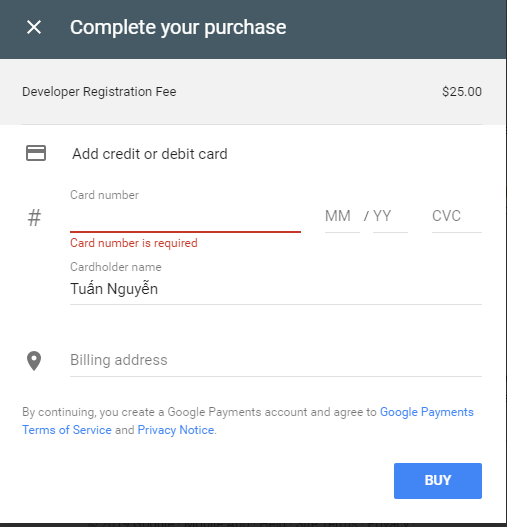 Complete your purchase
Developer Registration Fee $25.00
Add credit or debit card
Card number
# MM / YY CVC
Card number is required
Cardholder name
Tuấn Nguyễn
Billing address
By continuing, you create a Google Payments account and agree to Google Payments
Terms of Service and Privacy Notice.
BUY